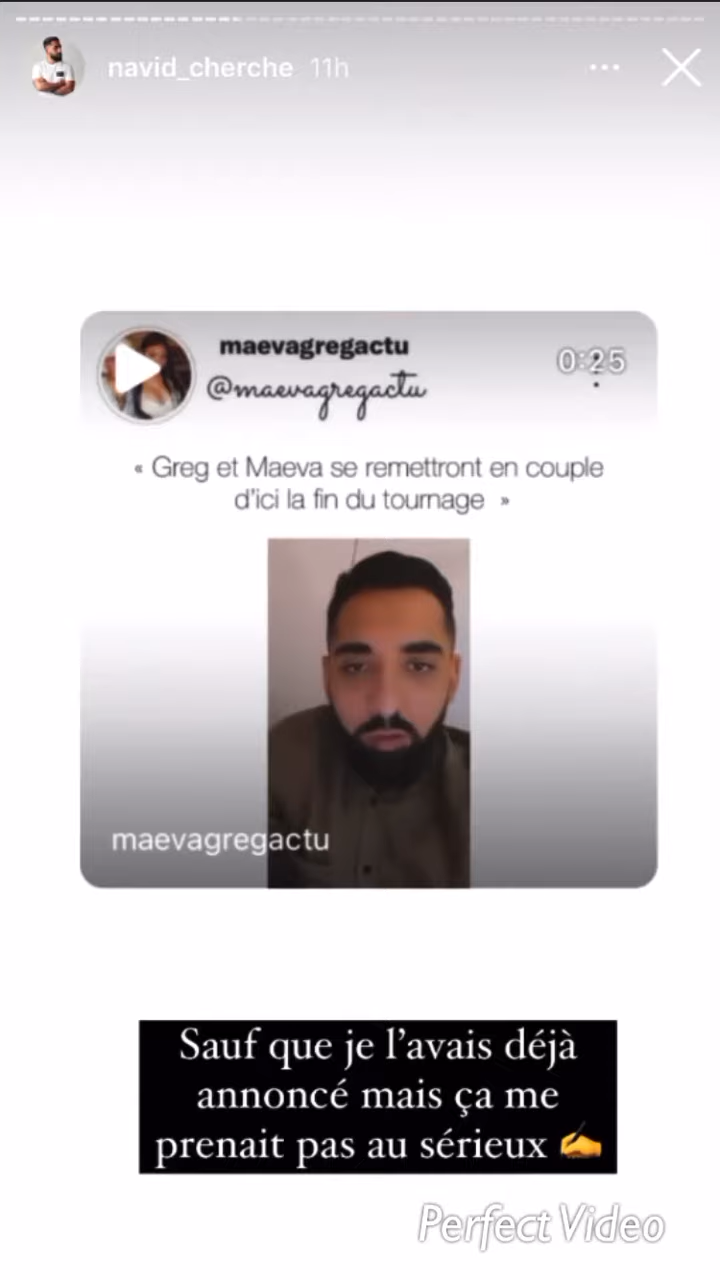 navid_cherche 11h
maevagregactu
@maevagregactu
0:25
« Greg et Maeva se remettront en couple
d'ici la fin du tournage »
maevagregactu
Sauf que je l'avais déjà
annoncé mais ça me
prenait pas au sérieux ✍️
Perfect Video